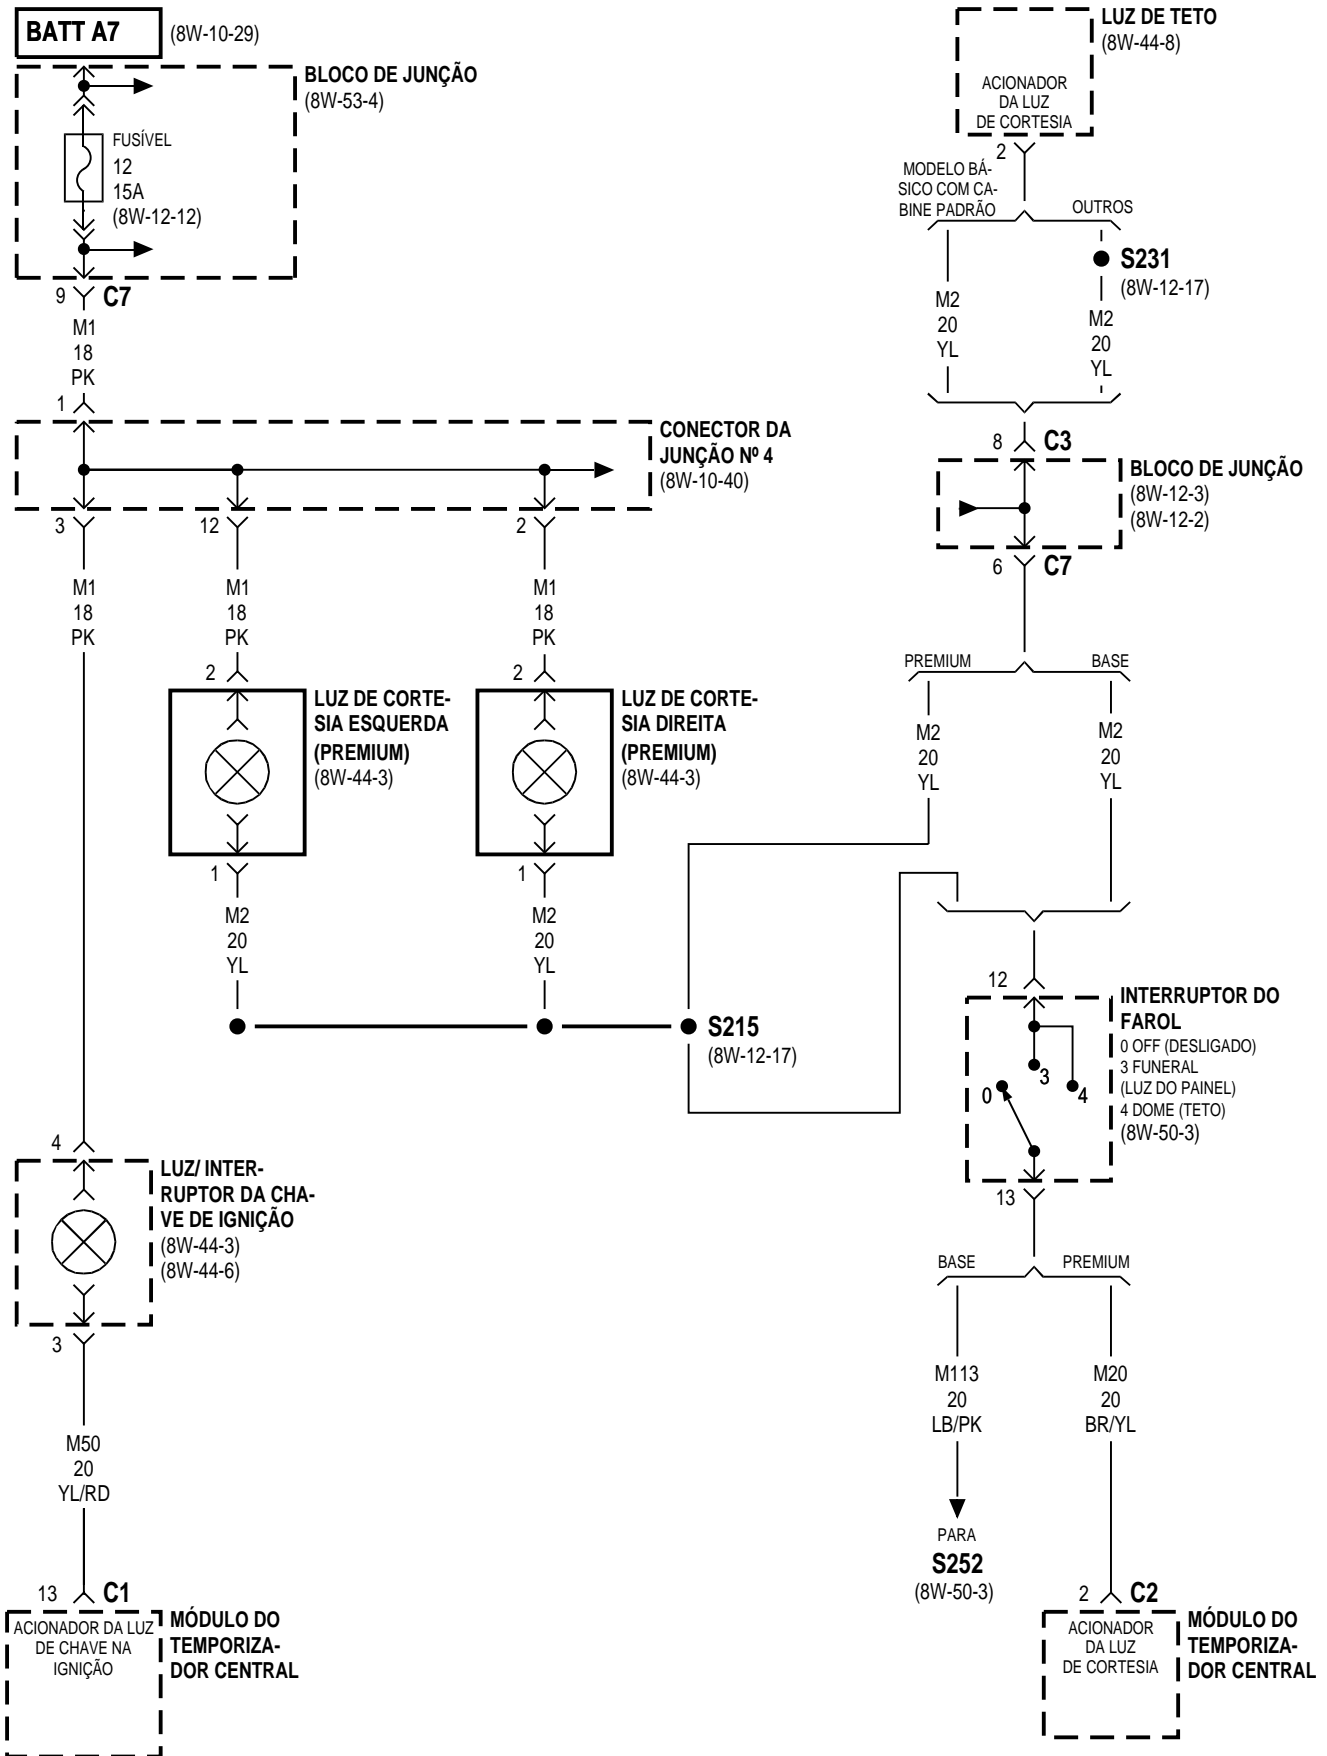 BATT A7
(8W-10-29)
BLOCO DE JUNÇÃO
(8W-53-4)
FUSÍVEL
12
15A
(8W-12-12)
9
C7
M1
18
PK
1
CONECTOR DA
JUNÇÃO Nº 4
(8W-10-40)
3
12
2
M1
18
PK
M1
18
PK
M1
18
PK
2
LUZ DE CORTE-
SIA ESQUERDA
(PREMIUM)
(8W-44-3)
1
M2
20
YL
2
LUZ DE CORTE-
SIA DIREITA
(PREMIUM)
(8W-44-3)
1
M2
20
YL
S215
(8W-12-17)
4
LUZ/ INTER-
RUPTOR DA CHA-
VE DE IGNIÇÃO
(8W-44-3)
(8W-44-6)
3
M50
20
YL/RD
13
C1
ACIONADOR DA LUZ
DE CHAVE NA
IGNIÇÃO
MÓDULO DO
TEMPORIZA-
DOR CENTRAL
LUZ DE TETO
(8W-44-8)
ACIONADOR
DA LUZ
DE CORTESIA
2
MODELO BÁ-
SICO COM CA-
BINE PADRÃO
OUTROS
S231
(8W-12-17)
M2
20
YL
M2
20
YL
8
C3
BLOCO DE JUNÇÃO
(8W-12-3)
(8W-12-2)
6
C7
PREMIUM
BASE
M2
20
YL
M2
20
YL
12
INTERRUPTOR DO
FAROL
0 OFF (DESLIGADO)
3 FUNERAL
(LUZ DO PAINEL)
4 DOME (TETO)
(8W-50-3)
3
0
4
13
BASE
PREMIUM
M113
20
LB/PK
M20
20
BR/YL
PARA
S252
(8W-50-3)
2
C2
ACIONADOR
DA LUZ
DE CORTESIA
MÓDULO DO
TEMPORIZA-
DOR CENTRAL